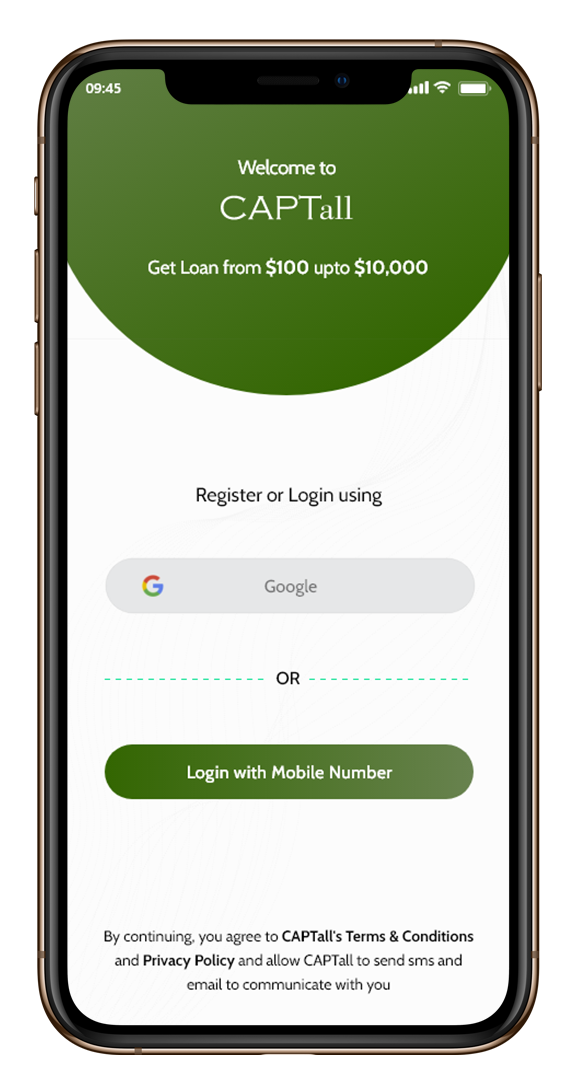 09:45
Welcome to
CAPTall
Get Loan from $100 upto $10,000
Register or Login using
Google
OR
Login with Mobile Number
By continuing, you agree to CAPTall's Terms & Conditions
and Privacy Policy and allow CAPTall to send sms and
email to communicate with you